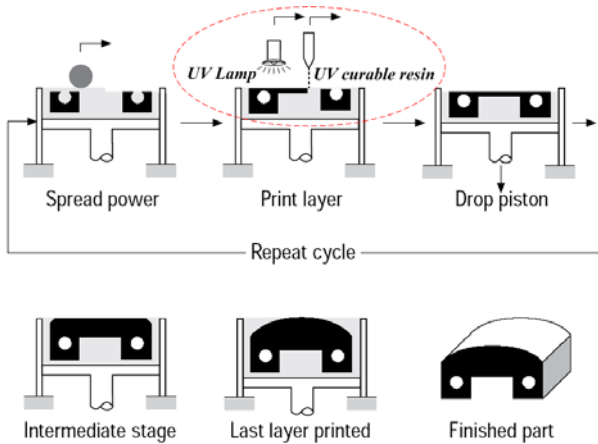 UV Lamp
UV curable resin
Spread power
Print layer
Drop piston
Repeat cycle
Intermediate stage
Last layer printed
Finished part